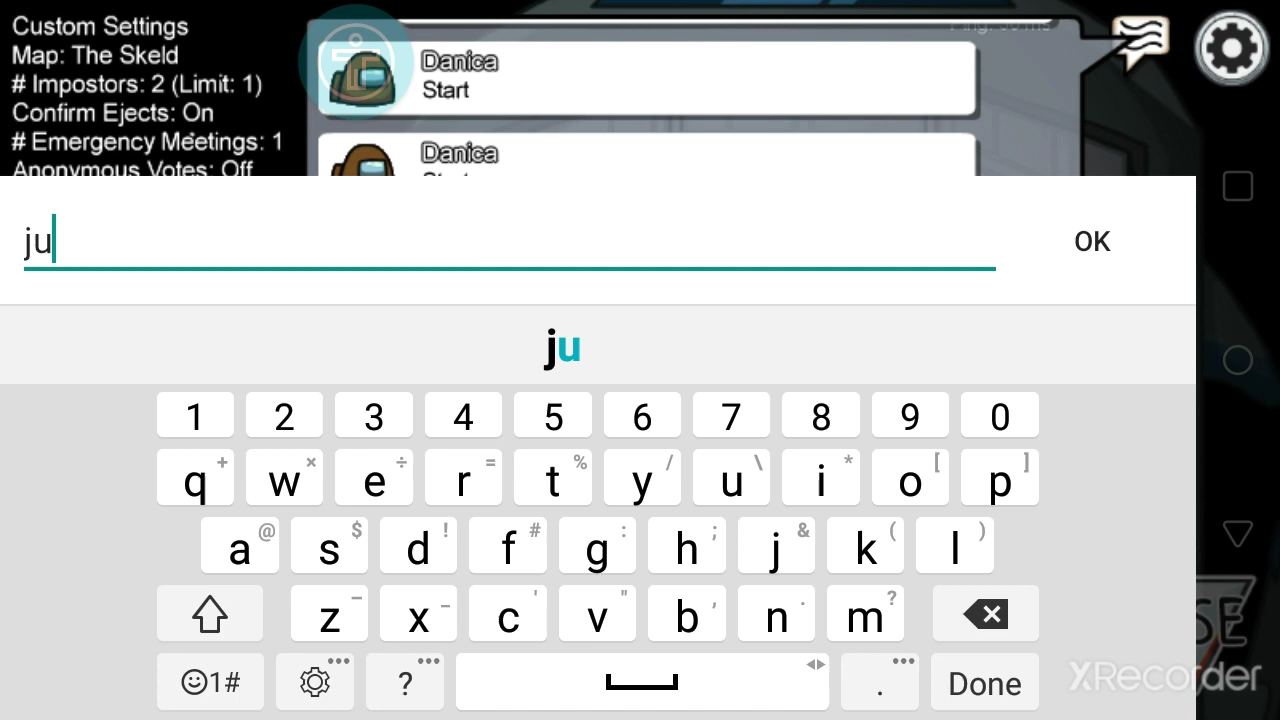 Custom Settings
Map: The Skeld
# Impostors: 2 (Limit: 1)
Confirm Ejects: On
# Emergency Meetings: 1
Anonymous Votes: Off
Danica
Start
Danica
ju
OK
ju
1 2 3 4 5 6 7 8 9 0
q + w × e ÷ r = t % y / u \ i * o [ p ]
a @ s $ d ! f # g : h ; j & k ( l )
z – x _ c ' v " b , n . m ?
1# ? . Done
XRecorder